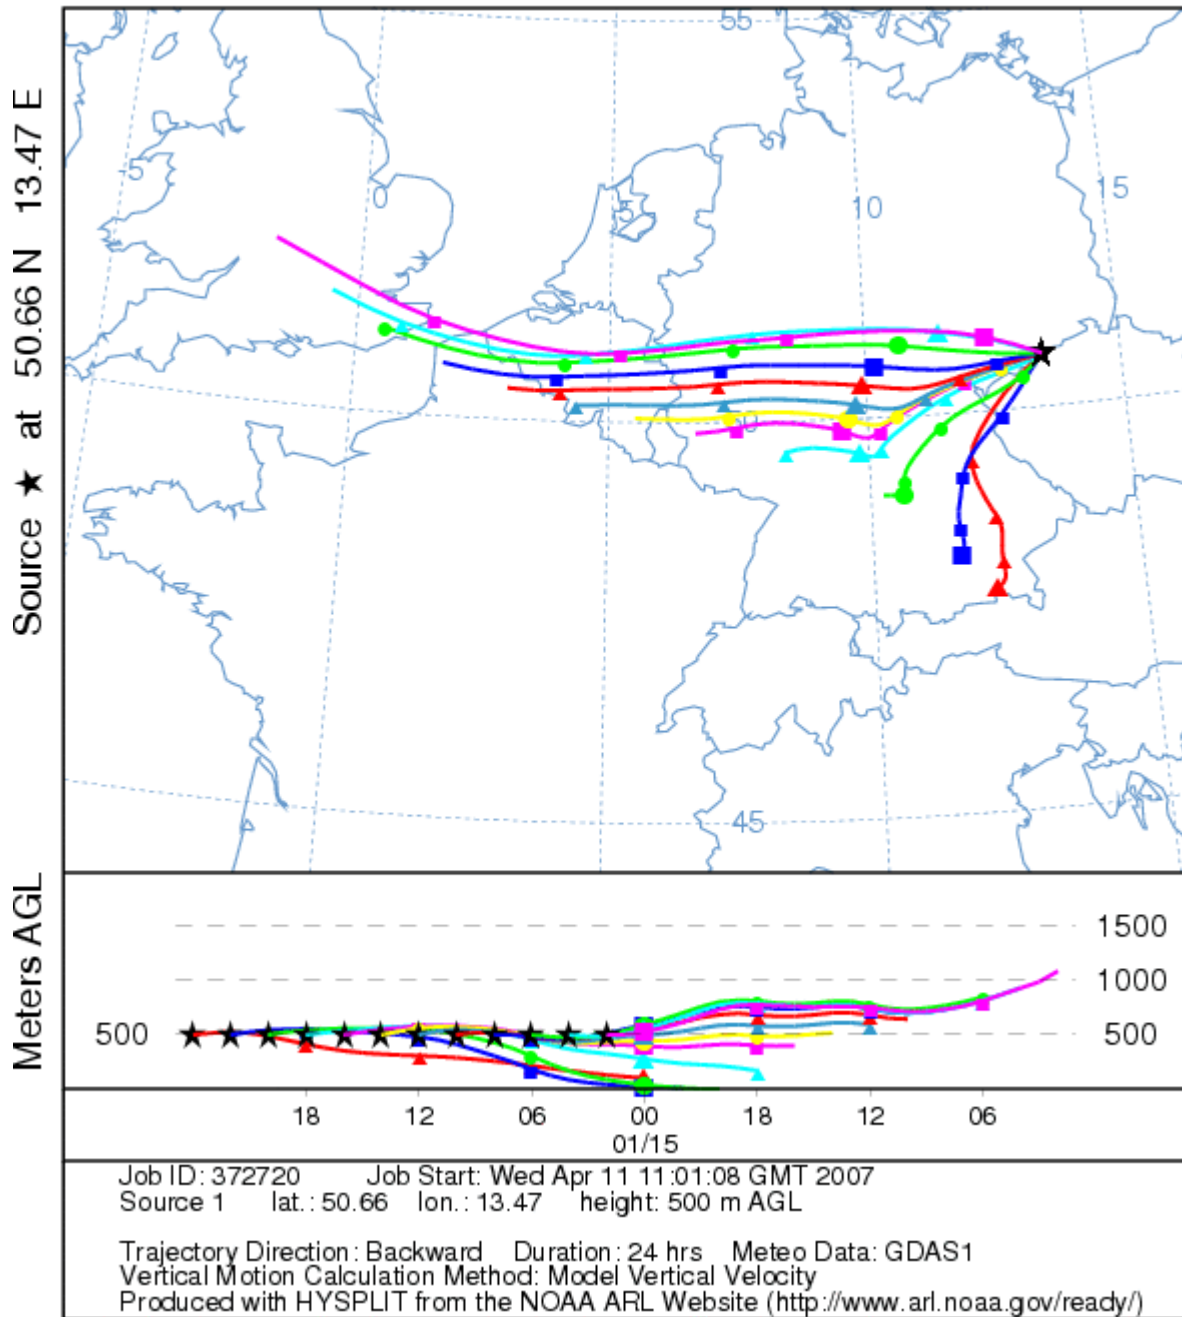 Source ★ at 50.66 N 13.47 E
55
-5
0
5
10
15
45
Meters AGL
1500
1000
500
500
18 12 06 00 18 12 06
01/15
Job ID: 372720 Job Start: Wed Apr 11 11:01:08 GMT 2007
Source 1 lat.: 50.66 lon.: 13.47 height: 500 m AGL
Trajectory Direction: Backward Duration: 24 hrs Meteo Data: GDAS1
Vertical Motion Calculation Method: Model Vertical Velocity
Produced with HYSPLIT from the NOAA ARL Website (http://www.arl.noaa.gov/ready/)